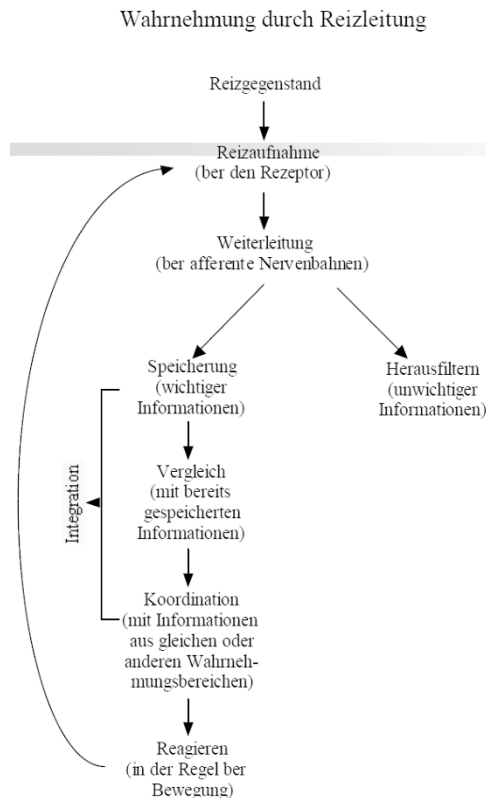 Wahrnehmung durch Reizleitung
Reizgegenstand
Reizaufnahme
(ber den Rezeptor)
Weiterleitung
(ber afferente Nervenbahnen)
Speicherung
(wichtiger
Informationen)
Herausfiltern
(unwichtiger
Informationen)
Integration
Vergleich
(mit bereits
gespeicherten
Informationen)
Koordination
(mit Informationen
aus gleichen oder
anderen Wahrneh-
mungsbereichen)
Reagieren
(in der Regel ber
Bewegung)